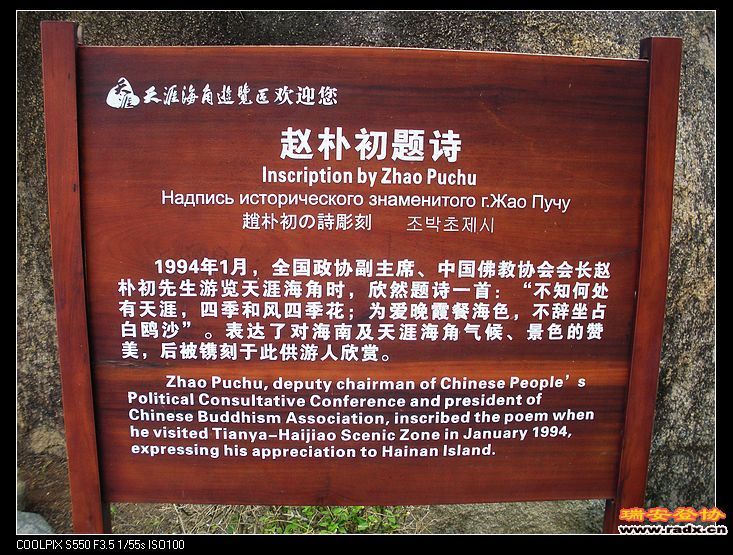 天涯
天涯海角游览区欢迎您
赵朴初题诗
Inscription by Zhao Puchu
Надпись исторического знаменитого г.Жао Пучу
趙朴初の詩彫刻 조박초제시
1994年1月，全国政协副主席、中国佛教协会会长赵
朴初先生游览天涯海角时，欣然题诗一首：“不知何处
有天涯，四季和风四季花；为爱晚霞餐海色，不辞坐占
白鸥沙”。表达了对海南及天涯海角气候、景色的赞
美，后被镌刻于此供游人欣赏。
Zhao Puchu, deputy chairman of Chinese People's
Political Consultative Conference and president of
Chinese Buddhism Association, inscribed the poem when
he visited Tianya-Haijiao Scenic Zone in January 1994,
expressing his appreciation to Hainan Island.
瑞安登协
www.radx.cn
COOLPIX S550 F3.5 1/55s ISO100